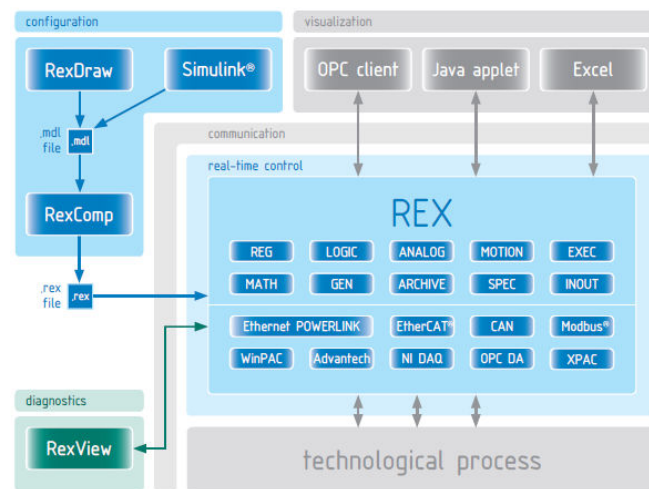 configuration
visualization
RexDraw
Simulink®
OPC client
Java applet
Excel
.mdl
file
.mdl
communication
real-time control
RexComp
REX
REG
LOGIC
ANALOG
MOTION
EXEC
MATH
GEN
ARCHIVE
SPEC
INOUT
.rex
file
.rex
Ethernet POWERLINK
EtherCAT®
CAN
Modbus®
WinPAC
Advantech
NI DAQ
OPC DA
XPAC
diagnostics
RexView
technological process